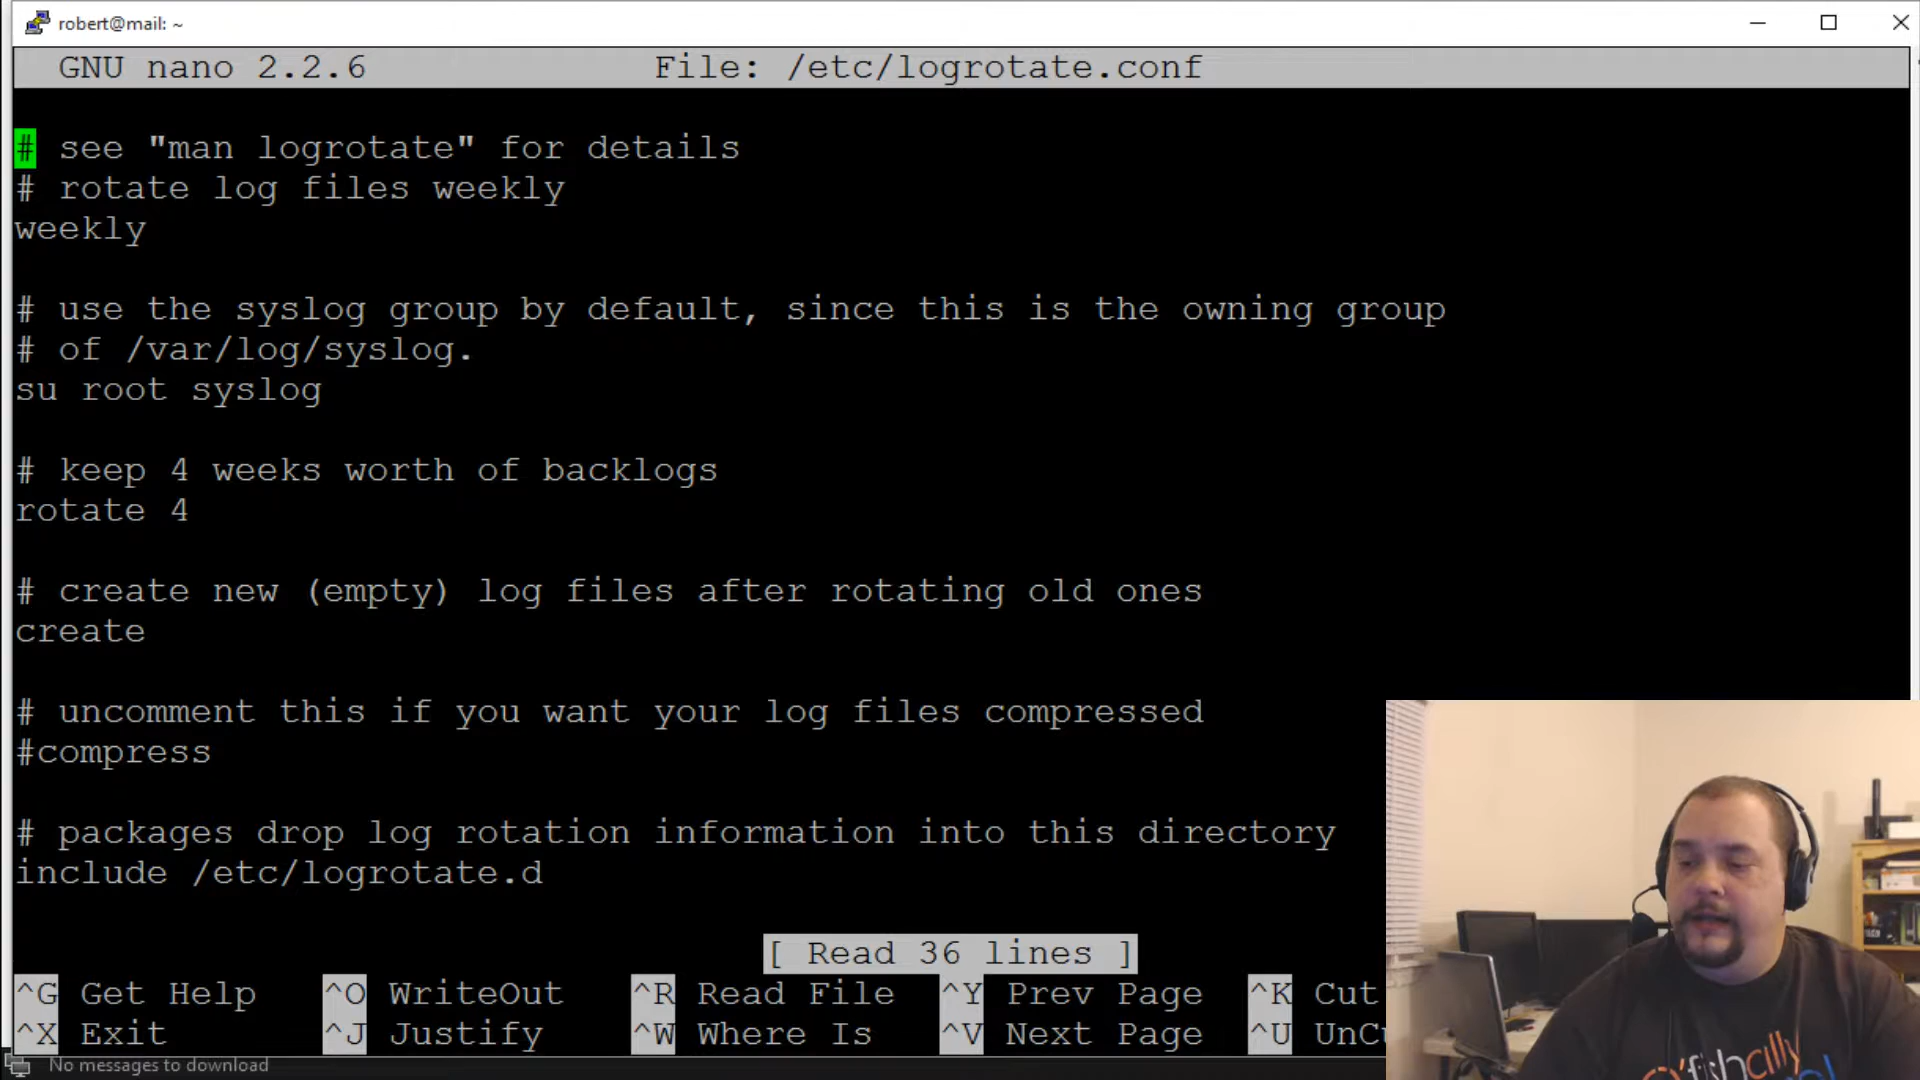 robert@mail: ~
GNU nano 2.2.6 File: /etc/logrotate.conf
# see "man logrotate" for details
# rotate log files weekly
weekly
# use the syslog group by default, since this is the owning group
# of /var/log/syslog.
su root syslog
# keep 4 weeks worth of backlogs
rotate 4
# create new (empty) log files after rotating old ones
create
# uncomment this if you want your log files compressed
#compress
# packages drop log rotation information into this directory
include /etc/logrotate.d
[ Read 36 lines ]
^G Get Help ^O WriteOut ^R Read File ^Y Prev Page ^K Cut
^X Exit ^J Justify ^W Where Is ^V Next Page ^U UnCu
No messages to download
O'fishcilly